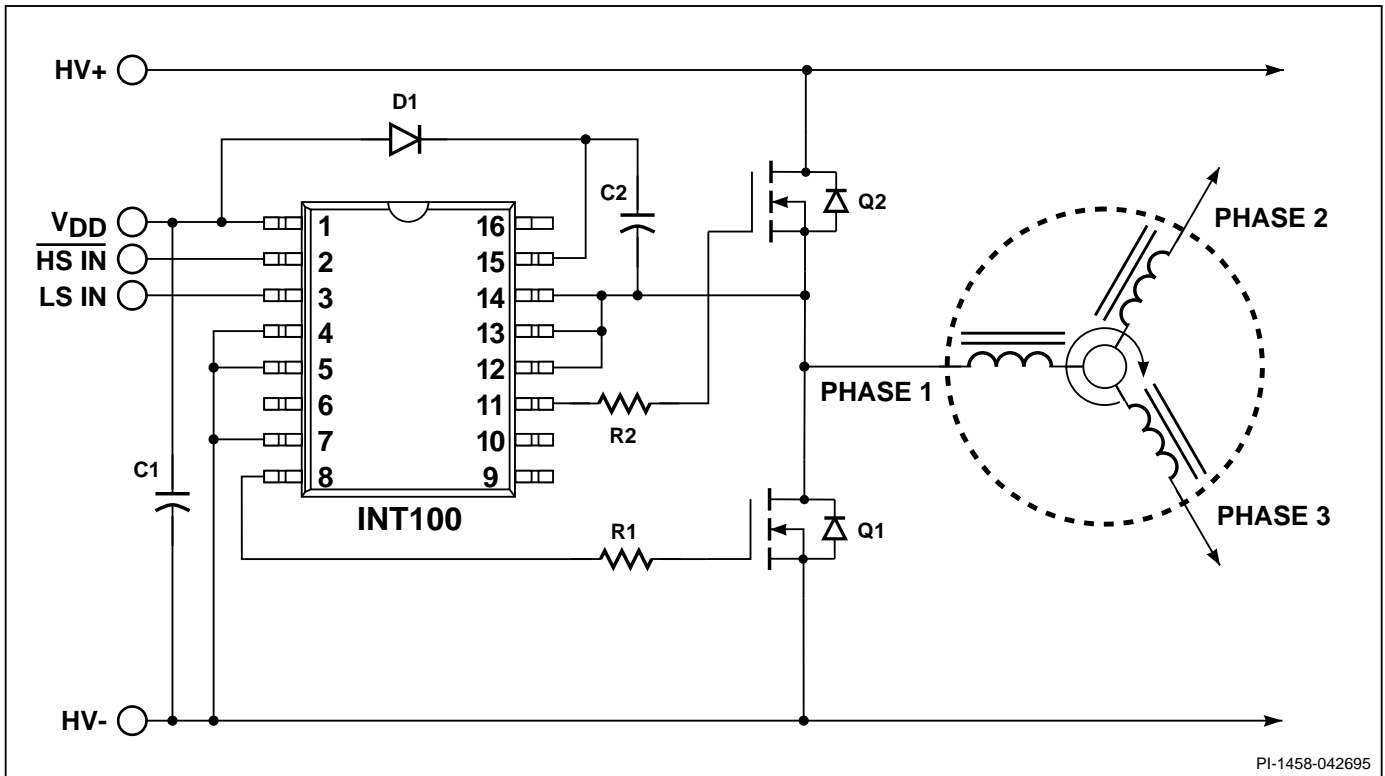 HV+
D1
C2
Q2
VDD
HS IN
LS IN
1
2
3
4
5
6
7
8
16
15
14
13
12
11
10
9
INT100
C1
R2
R1
Q1
PHASE 1
PHASE 2
PHASE 3
HV-
PI-1458-042695